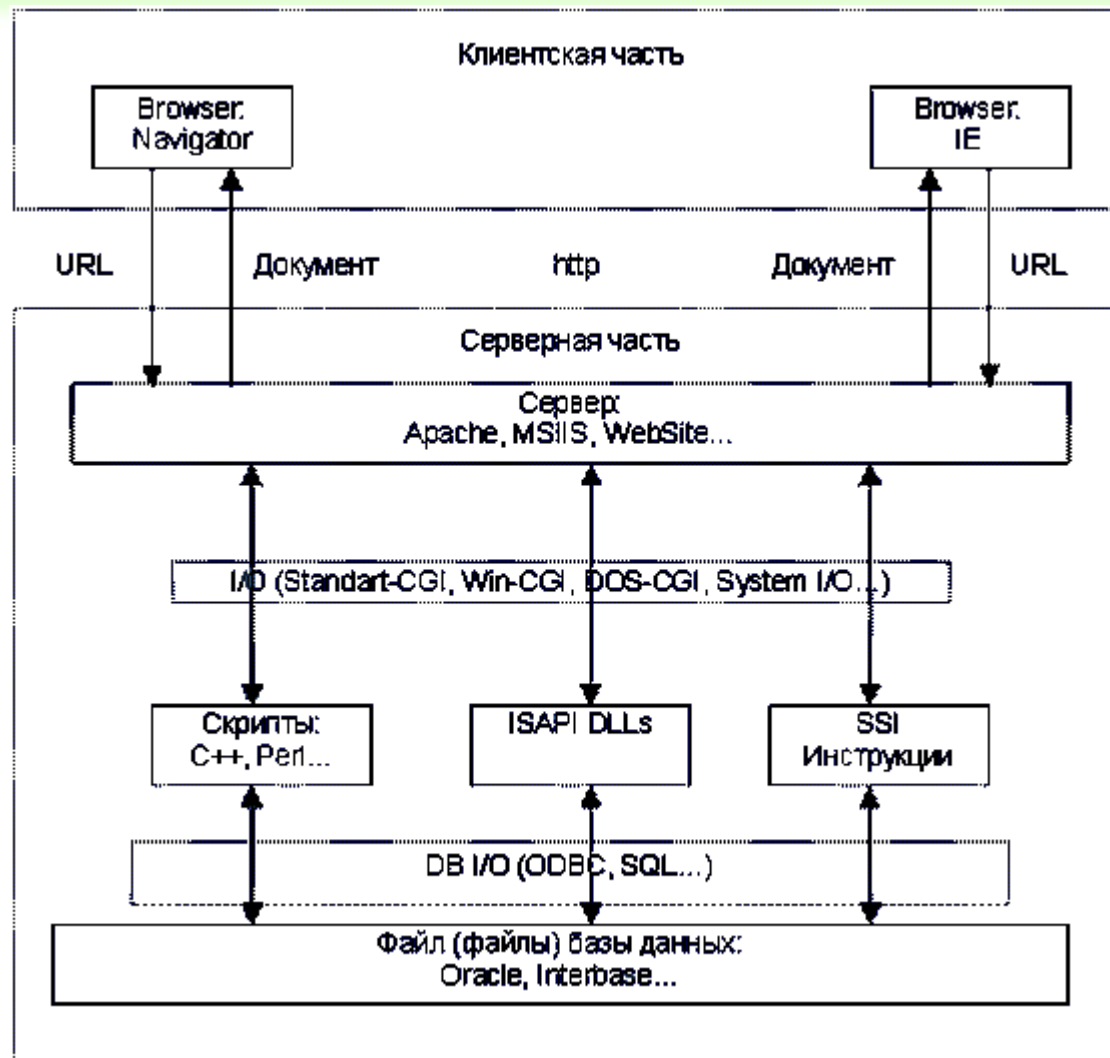 Клиентская часть
Browser:
Navigator
Browser:
IE
URL
Документ
http
Документ
URL
Серверная часть
Сервер:
Apache, MSIIS, WebSite...
I/O (Standart-CGI, Win-CGI, DOS-CGI, System I/O...)
Скрипты:
C++, Perl...
ISAPI DLLs
SSI
Инструкции
DB I/O (ODBC, SQL...)
Файл (файлы) базы данных:
Oracle, Interbase...